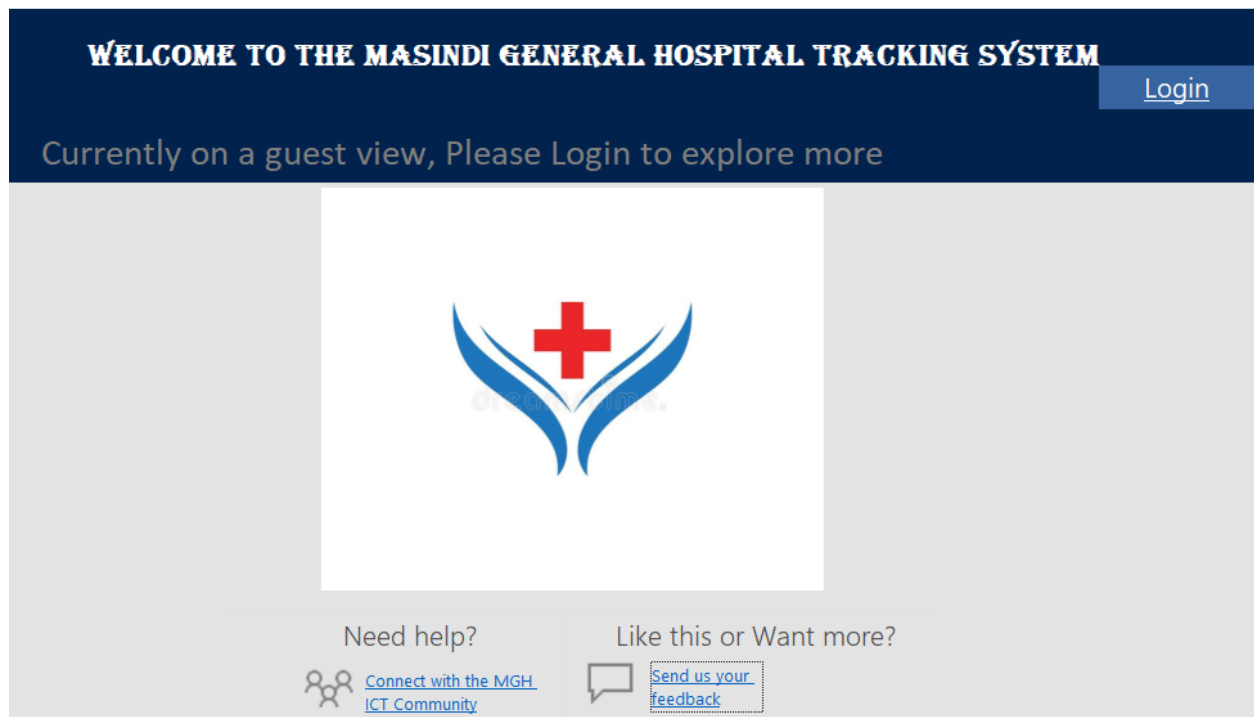 WELCOME TO THE MASINDI GENERAL HOSPITAL TRACKING SYSTEM
Login
Currently on a guest view, Please Login to explore more
dreamstime.
Need help?
Like this or Want more?
Connect with the MGH
ICT Community
Send us your
feedback